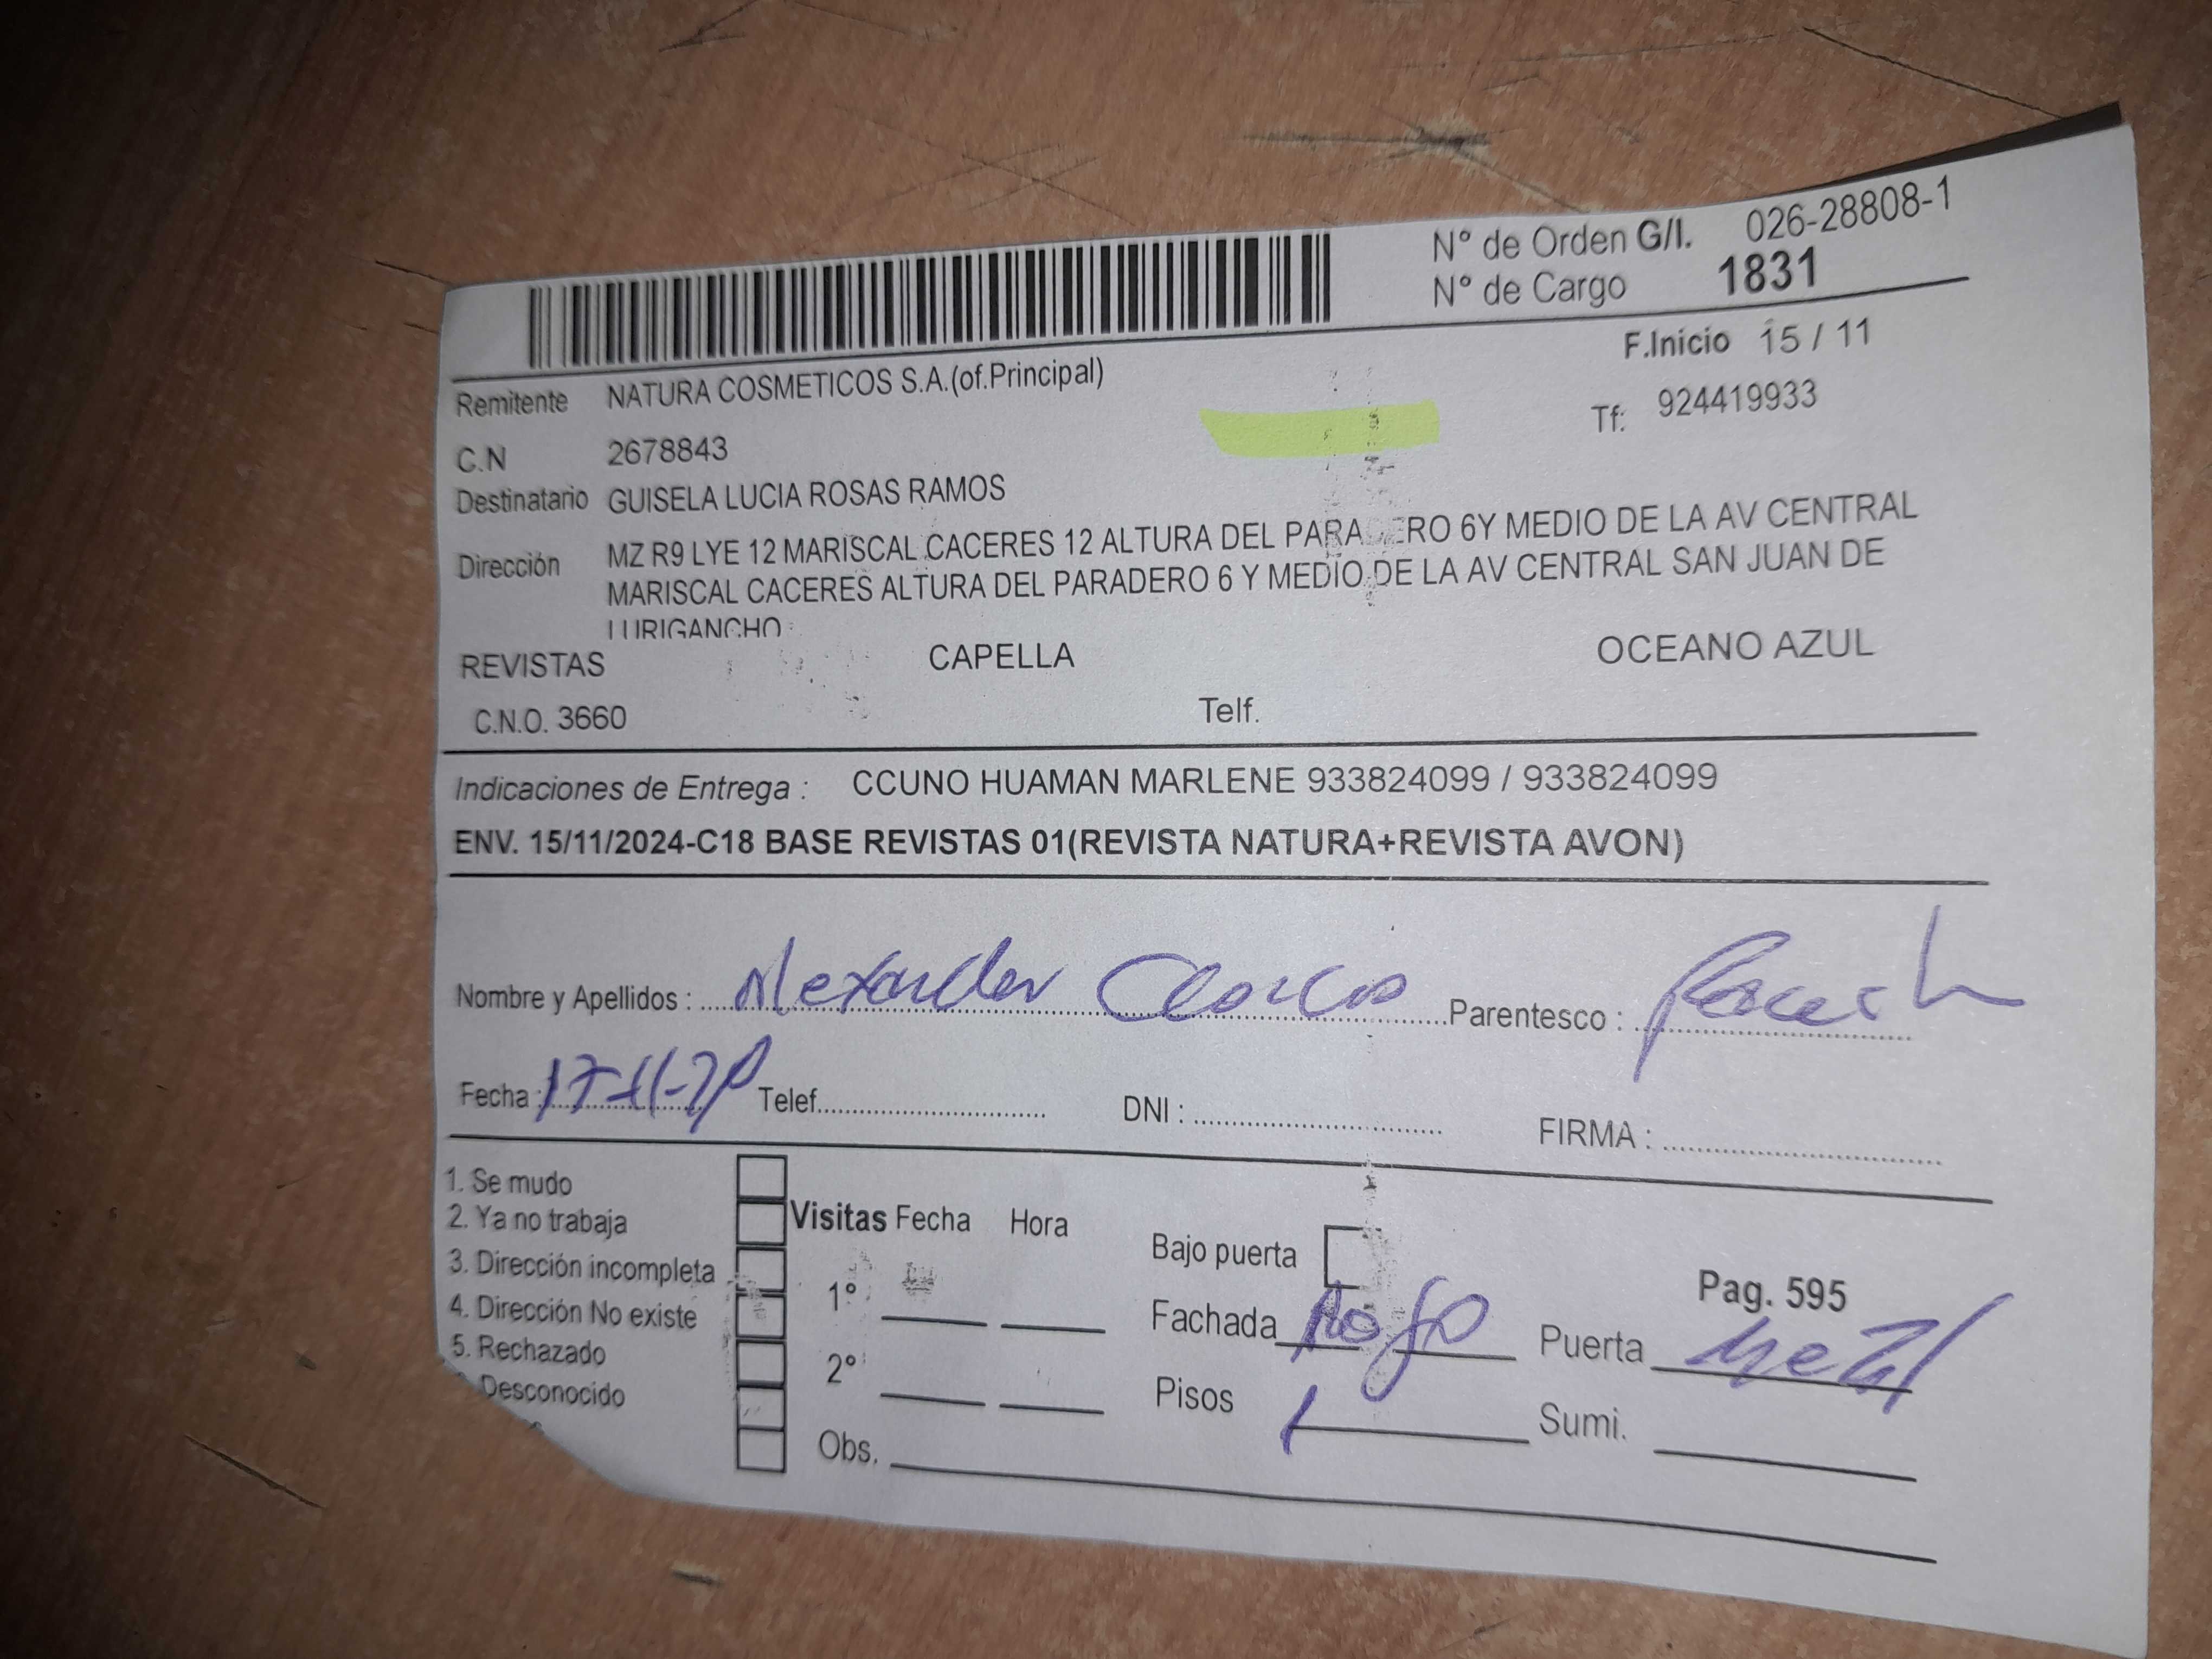 N° de Orden G/I. 026-28808-1
N° de Cargo 1831
F.Inicio 15 / 11
Remitente NATURA COSMETICOS S.A.(of.Principal)
Tf: 924419933
C.N 2678843
Destinatario GUISELA LUCIA ROSAS RAMOS
Dirección MZ R9 LYE 12 MARISCAL CACERES 12 ALTURA DEL PARADERO 6Y MEDIO DE LA AV CENTRAL
MARISCAL CACERES ALTURA DEL PARADERO 6 Y MEDIO DE LA AV CENTRAL SAN JUAN DE
LURIGANCHO
REVISTAS CAPELLA OCEANO AZUL
C.N.O. 3660 Telf.
Indicaciones de Entrega : CCUNO HUAMAN MARLENE 933824099 / 933824099
ENV. 15/11/2024-C18 BASE REVISTAS 01(REVISTA NATURA+REVISTA AVON)
Nombre y Apellidos : Alexander Parentesco :
Fecha : Telef. DNI : FIRMA :
1. Se mudo
2. Ya no trabaja
3. Dirección incompleta
4. Dirección No existe
5. Rechazado
Desconocido
Visitas Fecha Hora
1°
2°
Obs.
Bajo puerta
Pag. 595
Fachada Rojo Puerta Metal
Pisos 1 Sumi.